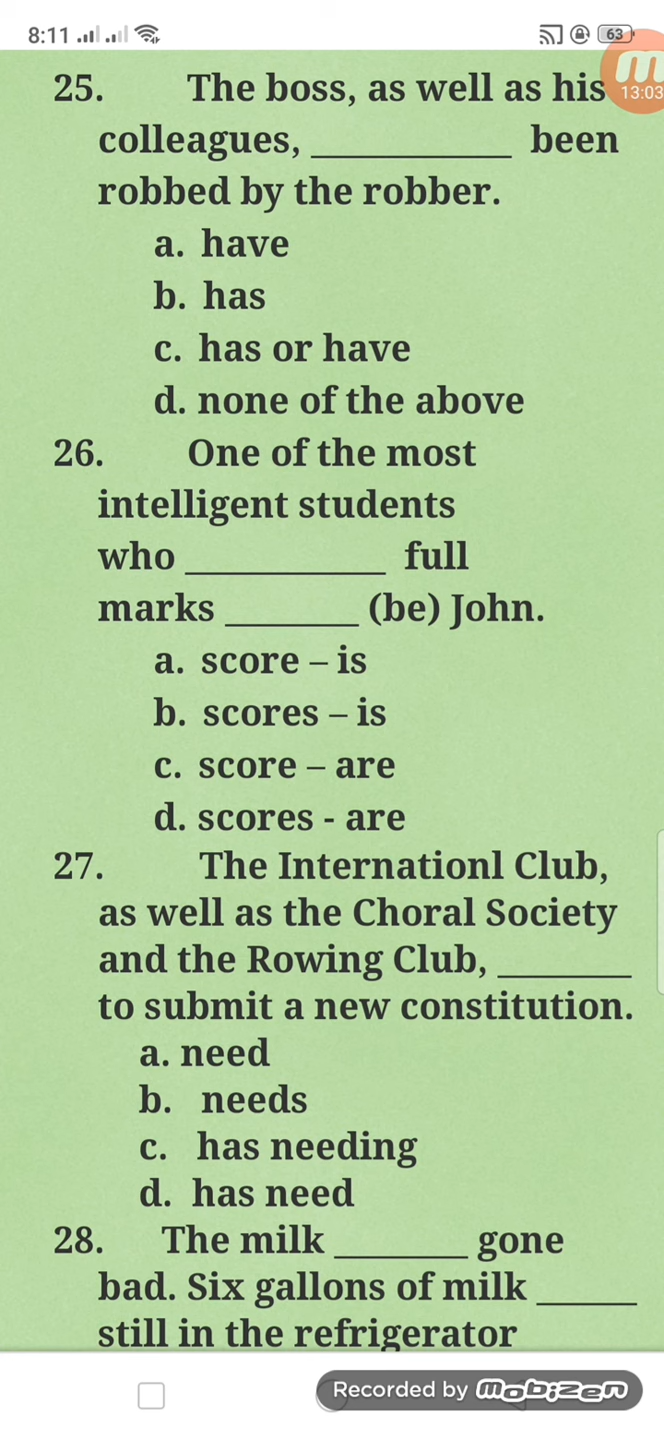 8:11
63
13:03
25. The boss, as well as his
colleagues, __________ been
robbed by the robber.
a. have
b. has
c. has or have
d. none of the above
26. One of the most
intelligent students
who __________ full
marks _______ (be) John.
a. score – is
b. scores – is
c. score – are
d. scores - are
27. The Internationl Club,
as well as the Choral Society
and the Rowing Club, _______
to submit a new constitution.
a. need
b. needs
c. has needing
d. has need
28. The milk _______ gone
bad. Six gallons of milk _____
still in the refrigerator
Recorded by mobizen